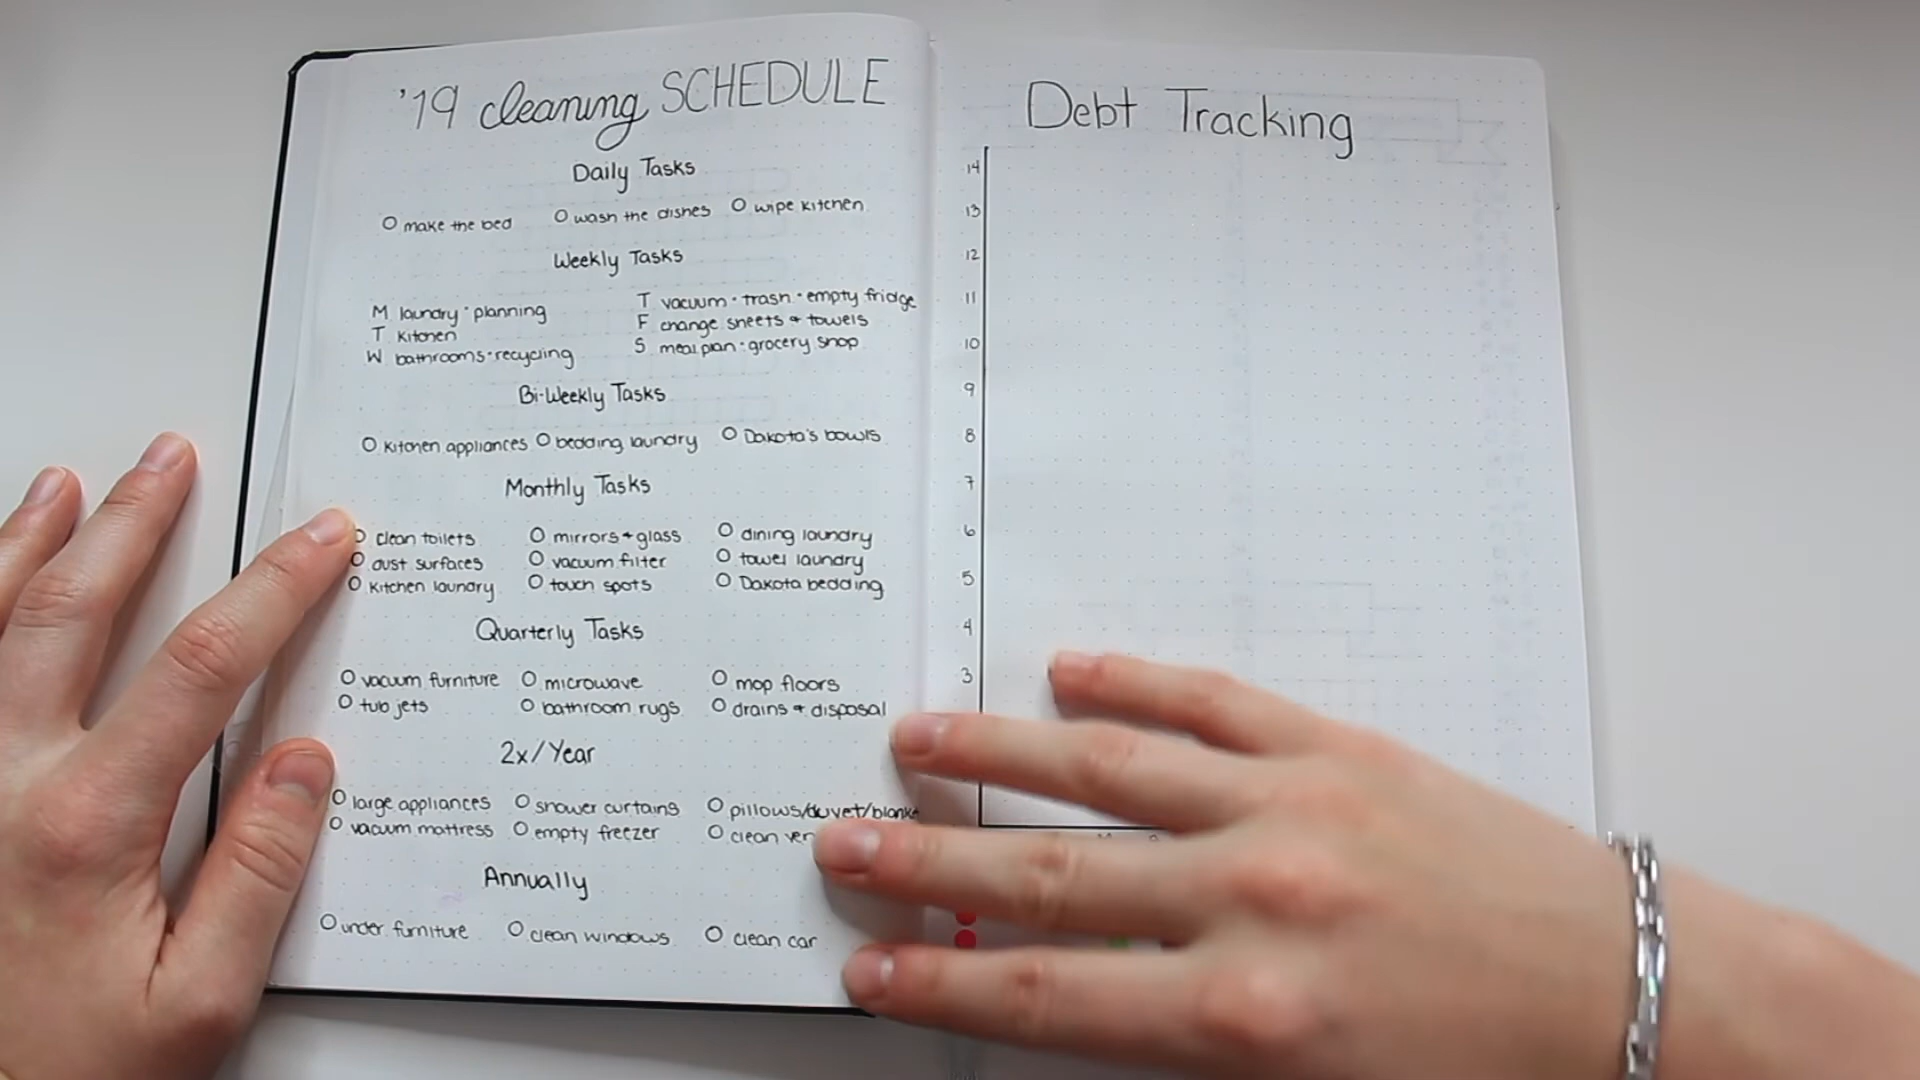 '19 cleaning SCHEDULE
Daily Tasks
make the bed wash the dishes wipe kitchen
Weekly Tasks
M laundry · planning
T kitchen
W bathrooms · recycling
T vacuum · trash · empty fridge
F change sheets + towels
S meal plan · grocery shop
Bi-Weekly Tasks
kitchen appliances bedding laundry Dakota's bowls
Monthly Tasks
clean toilets mirrors + glass dining laundry
dust surfaces vacuum filter towel laundry
kitchen laundry touch spots Dakota bedding
Quarterly Tasks
vacuum furniture microwave mop floors
tub jets bathroom rugs drains + disposal
2x/Year
large appliances shower curtains pillows/duvet/
vacuum mattress empty freezer clean
Annually
under furniture clean windows clean car
Debt Tracking
14
13
12
11
10
9
8
7
6
5
4
3